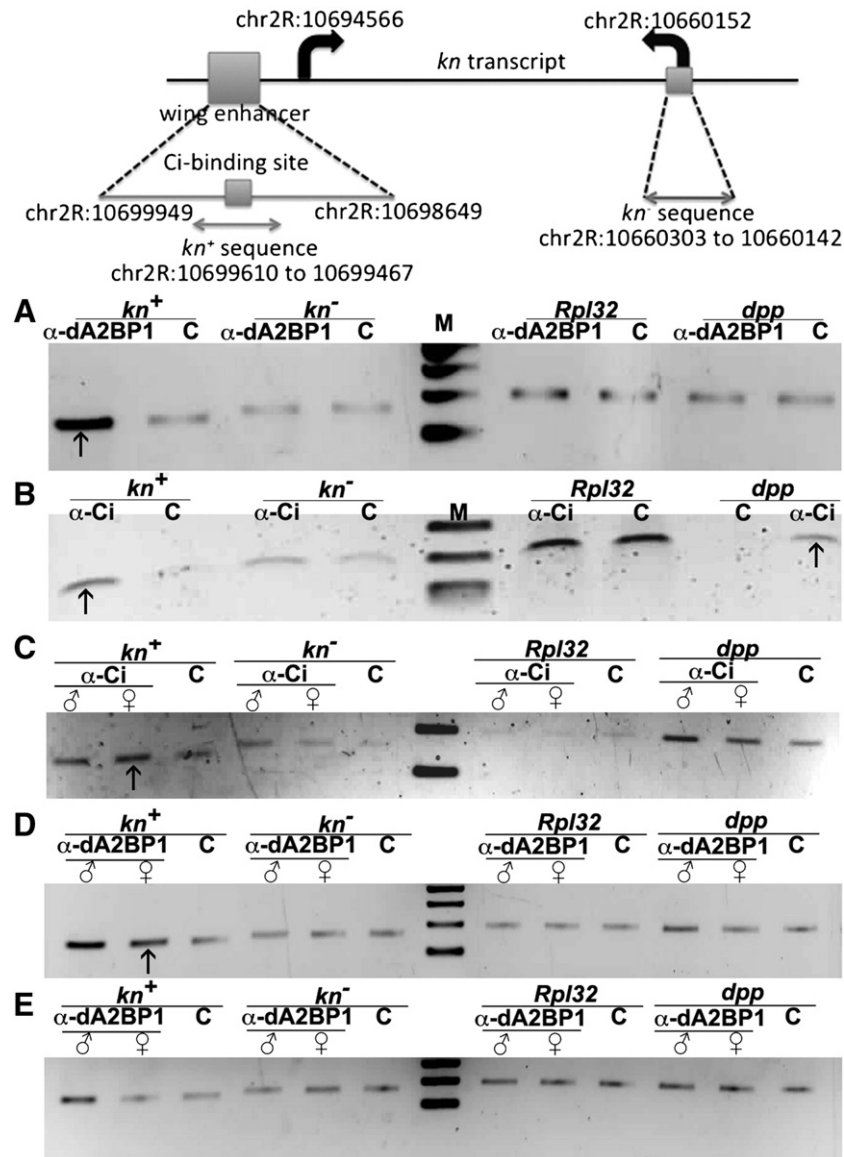 chr2R:10694566 chr2R:10660152
kn transcript
wing enhancer
Ci-binding site
chr2R:10699949 chr2R:10698649
kn⁺ sequence
chr2R:10699610 to 10699467
kn⁻ sequence
chr2R:10660303 to 10660142
A kn⁺ kn⁻ M Rpl32 dpp
α-dA2BP1 C α-dA2BP1 C α-dA2BP1 C α-dA2BP1 C
B kn⁺ kn⁻ Rpl32 dpp
α-Ci C α-Ci C M α-Ci C C α-Ci
C kn⁺ kn⁻ Rpl32 dpp
α-Ci C α-Ci C α-Ci C α-Ci C
♂ ♀ ♂ ♀ ♂ ♀ ♂ ♀
D kn⁺ kn⁻ Rpl32 dpp
α-dA2BP1 C α-dA2BP1 C α-dA2BP1 C α-dA2BP1 C
♂ ♀ ♂ ♀ ♂ ♀ ♂ ♀
E kn⁺ kn⁻ Rpl32 dpp
α-dA2BP1 C α-dA2BP1 C α-dA2BP1 C α-dA2BP1 C
♂ ♀ ♂ ♀ ♂ ♀ ♂ ♀